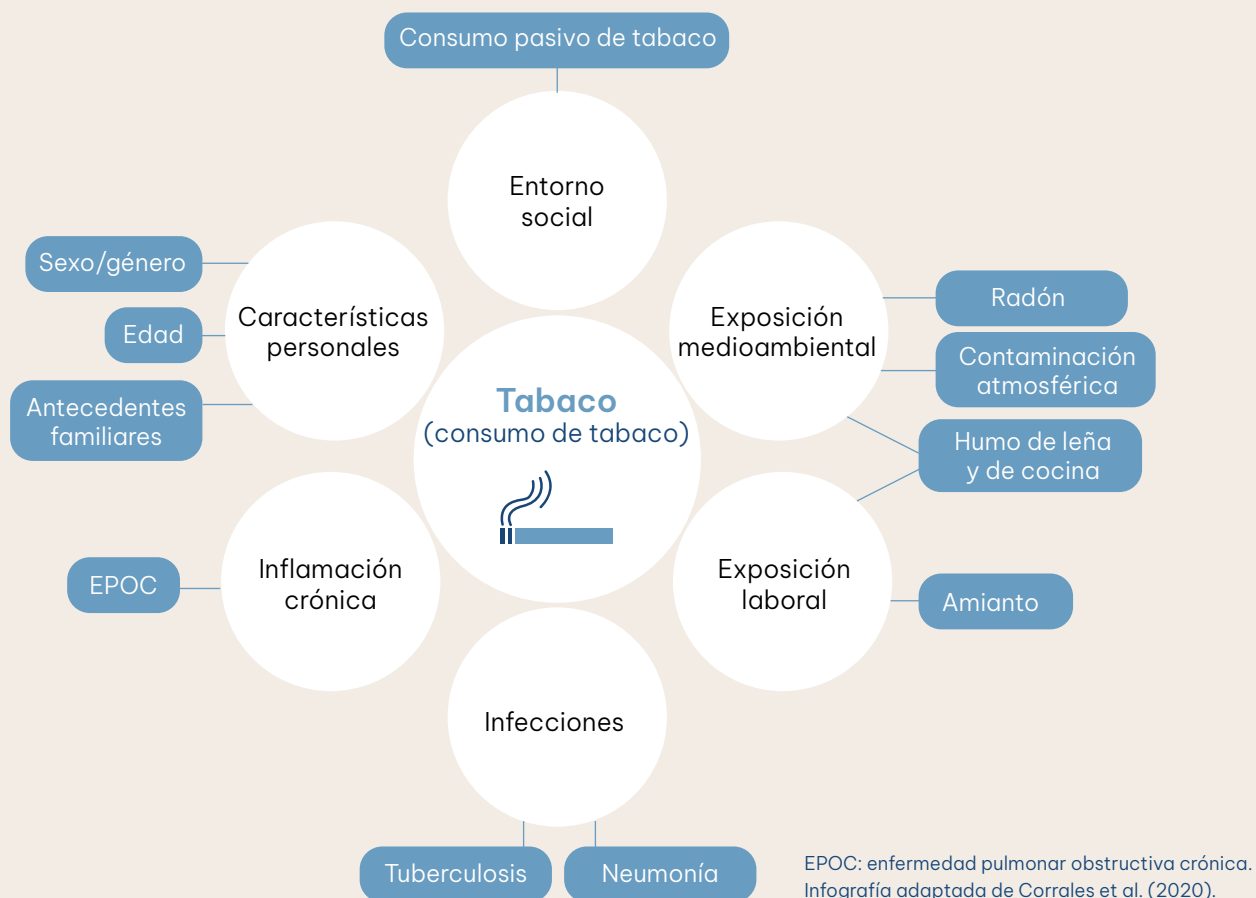 Consumo pasivo de tabaco
Entorno
social
Sexo/género
Edad
Antecedentes
familiares
Características
personales
Exposición
medioambiental
Radón
Contaminación
atmosférica
Humo de leña
y de cocina
Tabaco
(consumo de tabaco)
EPOC
Inflamación
crónica
Exposición
laboral
Amianto
Infecciones
Tuberculosis
Neumonía
EPOC: enfermedad pulmonar obstructiva crónica.
Infografía adaptada de Corrales et al. (2020).